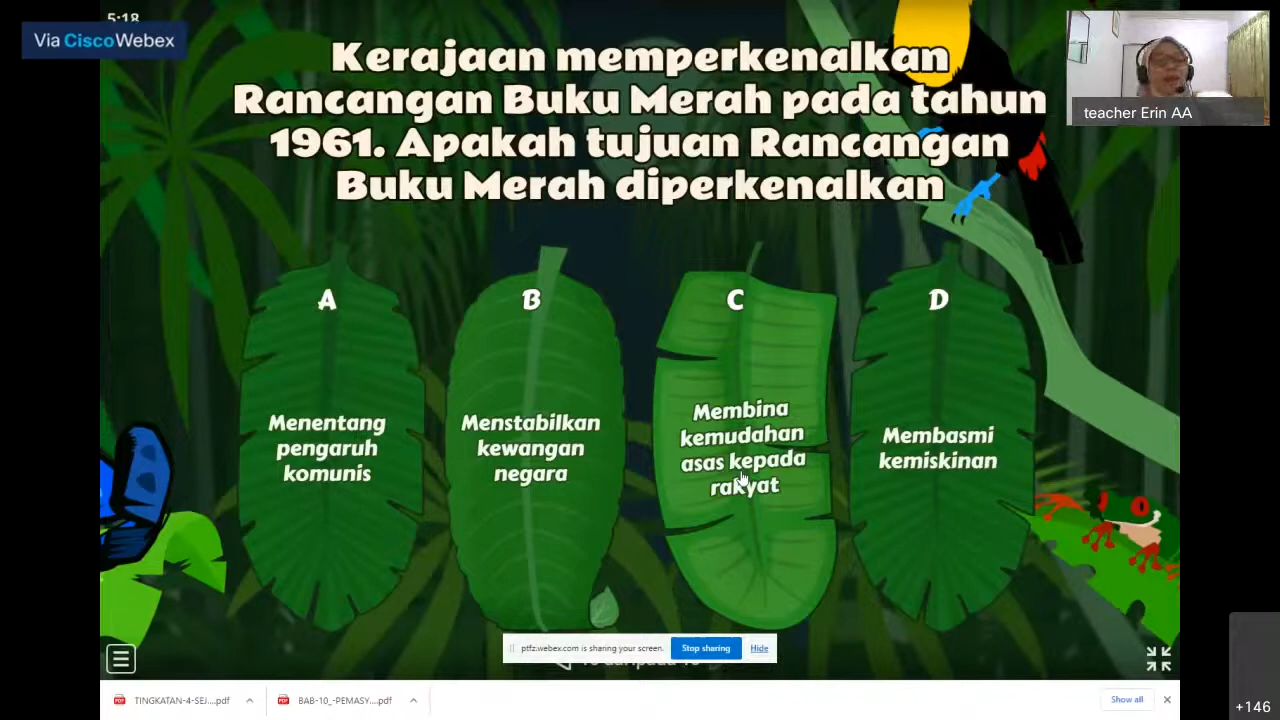 5:18
Via Cisco Webex
Kerajaan memperkenalkan
Rancangan Buku Merah pada tahun
1961. Apakah tujuan Rancangan
Buku Merah diperkenalkan
teacher Erin AA
A
Menentang
pengaruh
komunis
B
Menstabilkan
kewangan
negara
C
Membina
kemudahan
asas kepada
rakyat
D
Membasmi
kemiskinan
ptfz.webex.com is sharing your screen.
Stop sharing
Hide
TINGKATAN-4-SEJ....pdf
BAB-10_-PEMASY....pdf
Show all
+146